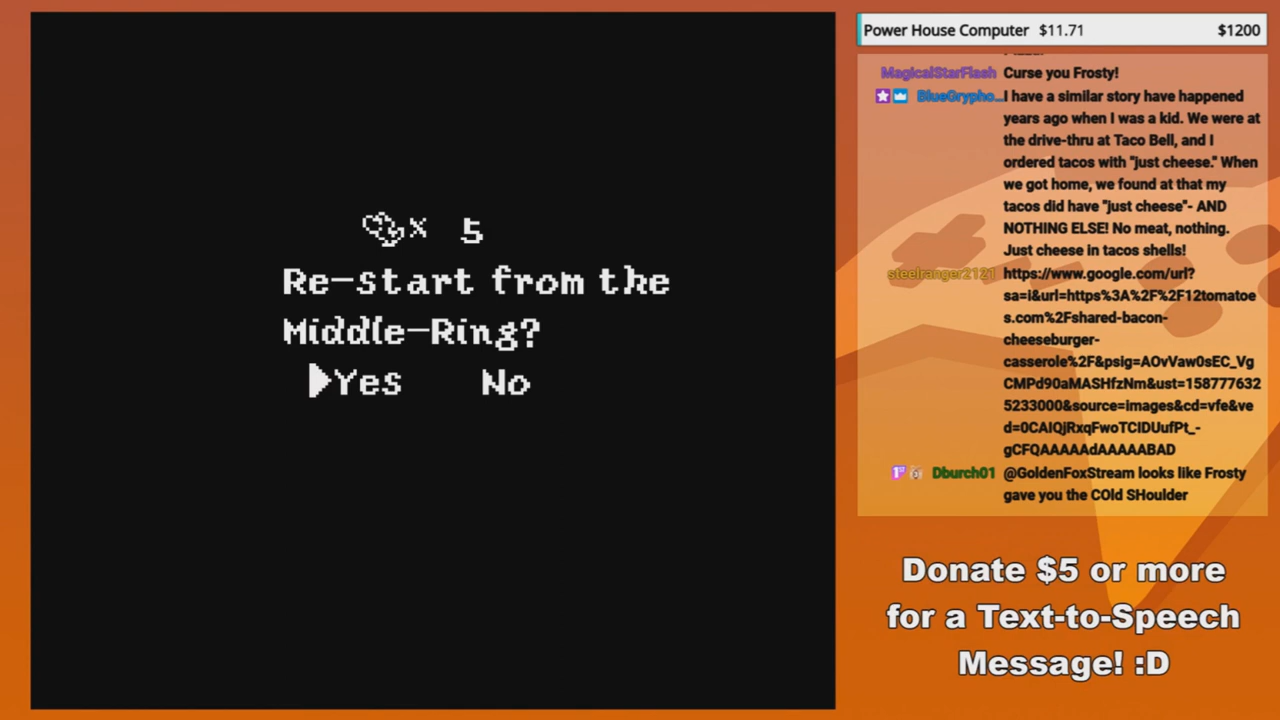 × 5
Re-start from the
Middle-Ring?
Yes No
Power House Computer $11.71 $1200
MagicalStarFlash Curse you Frosty!
BlueGrypho... I have a similar story have happened
years ago when I was a kid. We were at
the drive-thru at Taco Bell, and I
ordered tacos with "just cheese." When
we got home, we found at that my
tacos did have "just cheese"- AND
NOTHING ELSE! No meat, nothing.
Just cheese in tacos shells!
steelranger2121 https://www.google.com/url?
sa=i&url=https%3A%2F%2F12tomatoe
s.com%2Fshared-bacon-
cheeseburger-
casserole%2F&psig=AOvVaw0sEC_Vg
CMPd90aMASHfzNm&ust=158777632
5233000&source=images&cd=vfe&ve
d=0CAIQjRxqFwoTCIDUufPt_-
gCFQAAAAAdAAAAABAD
Dburch01 @GoldenFoxStream looks like Frosty
gave you the COld SHoulder
Donate $5 or more
for a Text-to-Speech
Message! :D